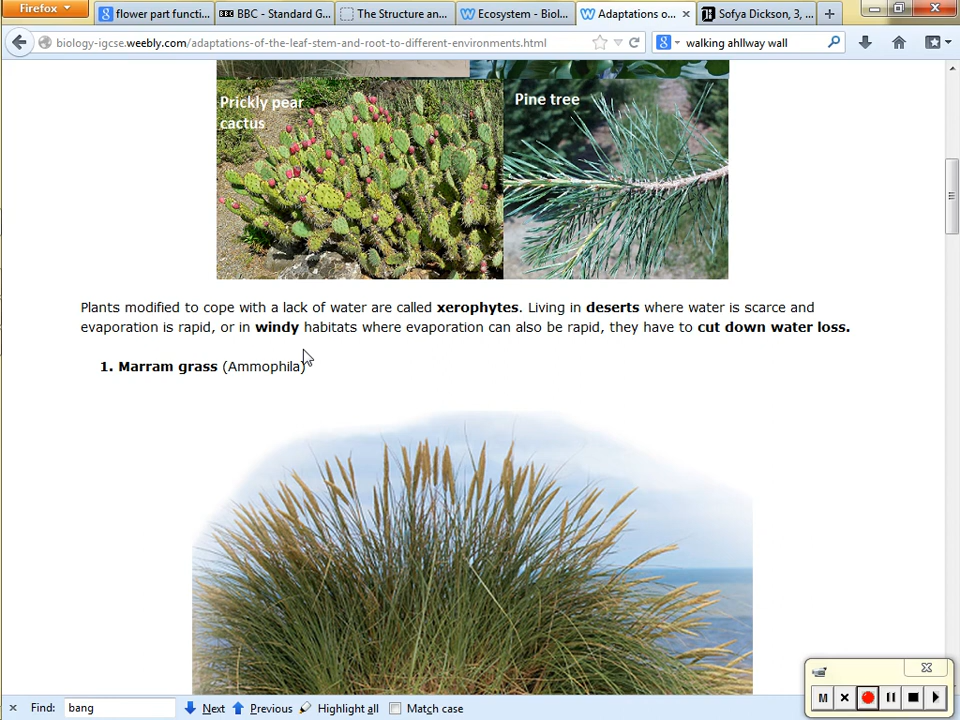 Firefox
flower part functi...
BBC - Standard G...
The Structure an...
Ecosystem - Biol...
Adaptations o...
Sofya Dickson, 3, ...
biology-igcse.weebly.com/adaptations-of-the-leaf-stem-and-root-to-different-environments.html
walking ahllway wall
Prickly pear
cactus
Pine tree
Plants modified to cope with a lack of water are called xerophytes. Living in deserts where water is scarce and
evaporation is rapid, or in windy habitats where evaporation can also be rapid, they have to cut down water loss.
1. Marram grass (Ammophila)
M
Find: bang Next Previous Highlight all Match case